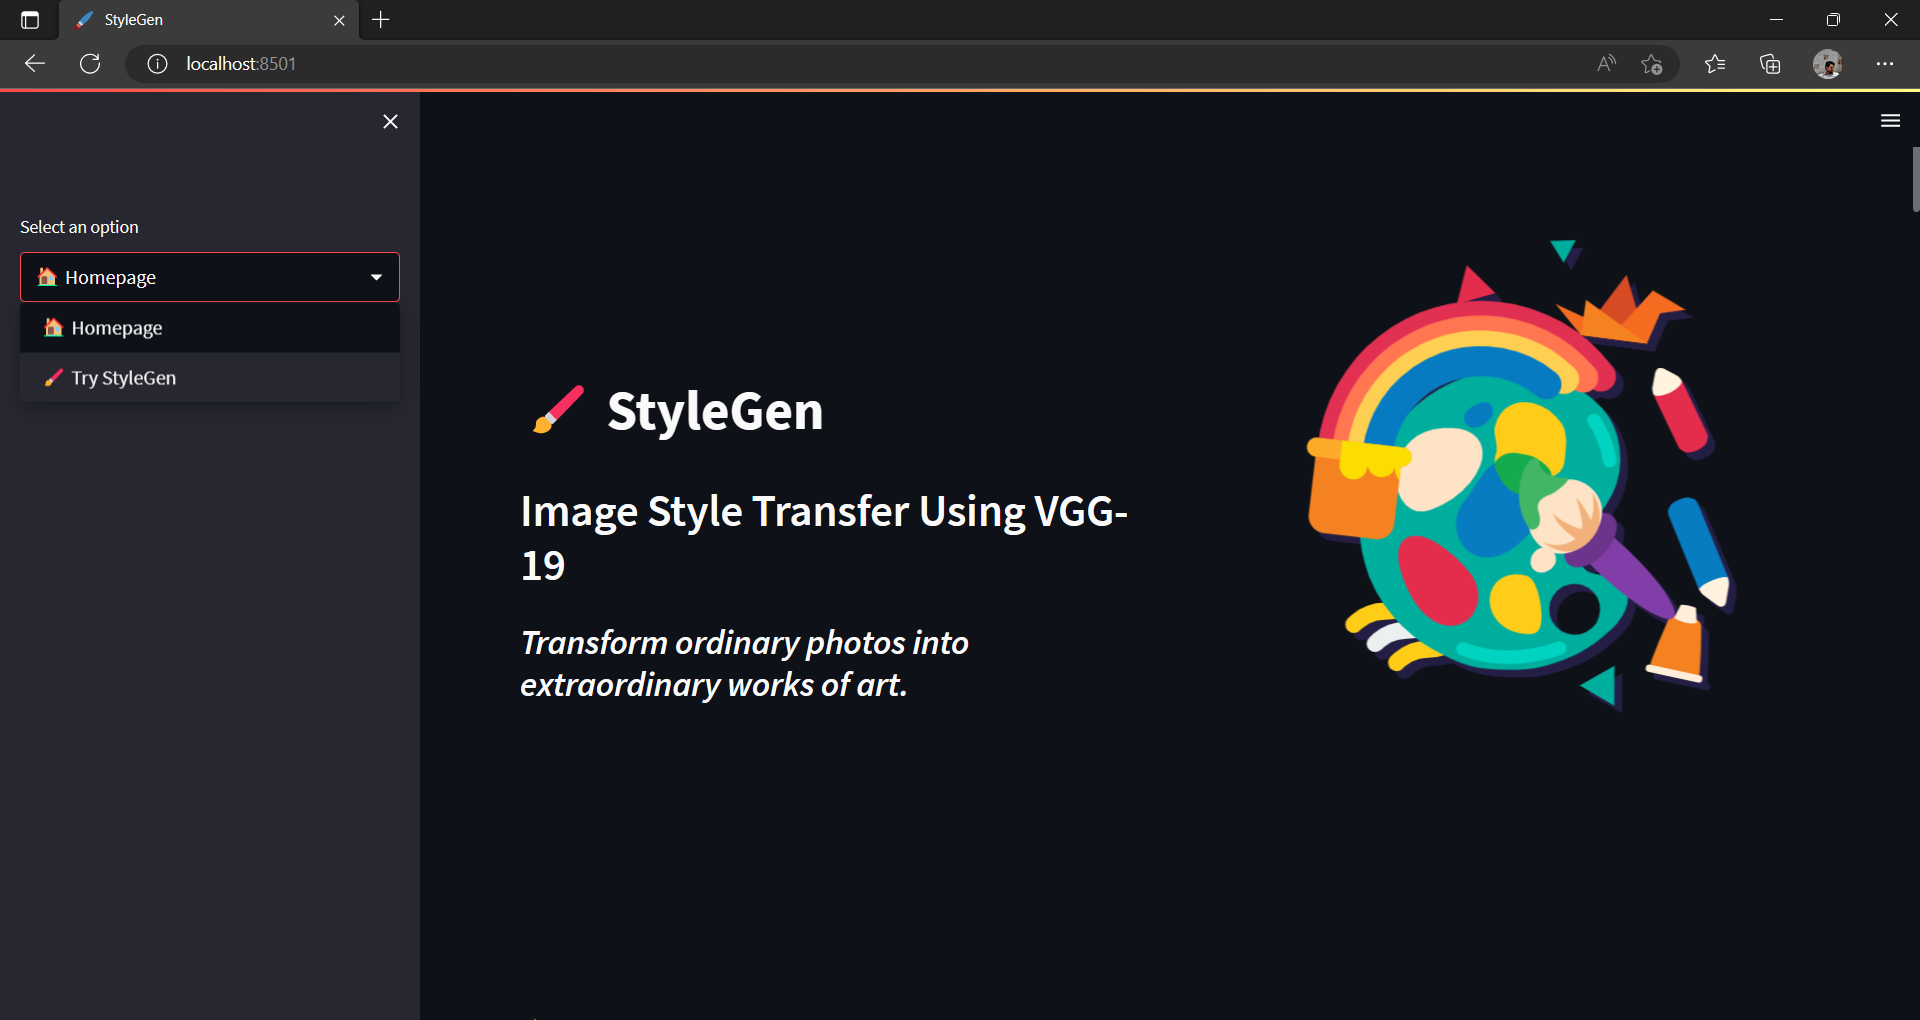 StyleGen
localhost:8501
Select an option
Homepage
Homepage
Try StyleGen
StyleGen
Image Style Transfer Using VGG-
19
Transform ordinary photos into
extraordinary works of art.